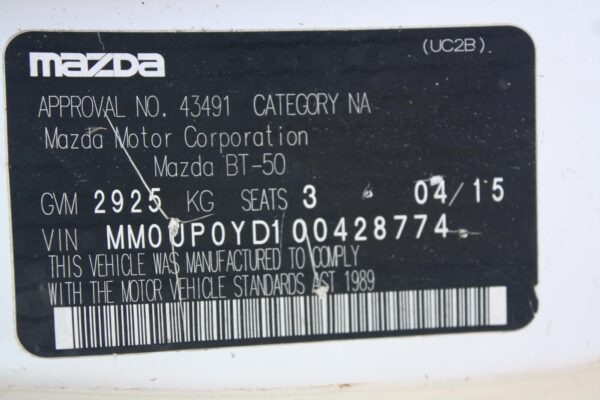 mazda (UC2B)
APPROVAL NO. 43491 CATEGORY NA
Mazda Motor Corporation
Mazda BT-50
GVM 2925 KG SEATS 3 04/15
VIN MM0UP0YD100428774
THIS VEHICLE WAS MANUFACTURED TO COMPLY
WITH THE MOTOR VEHICLE STANDARDS ACT 1989